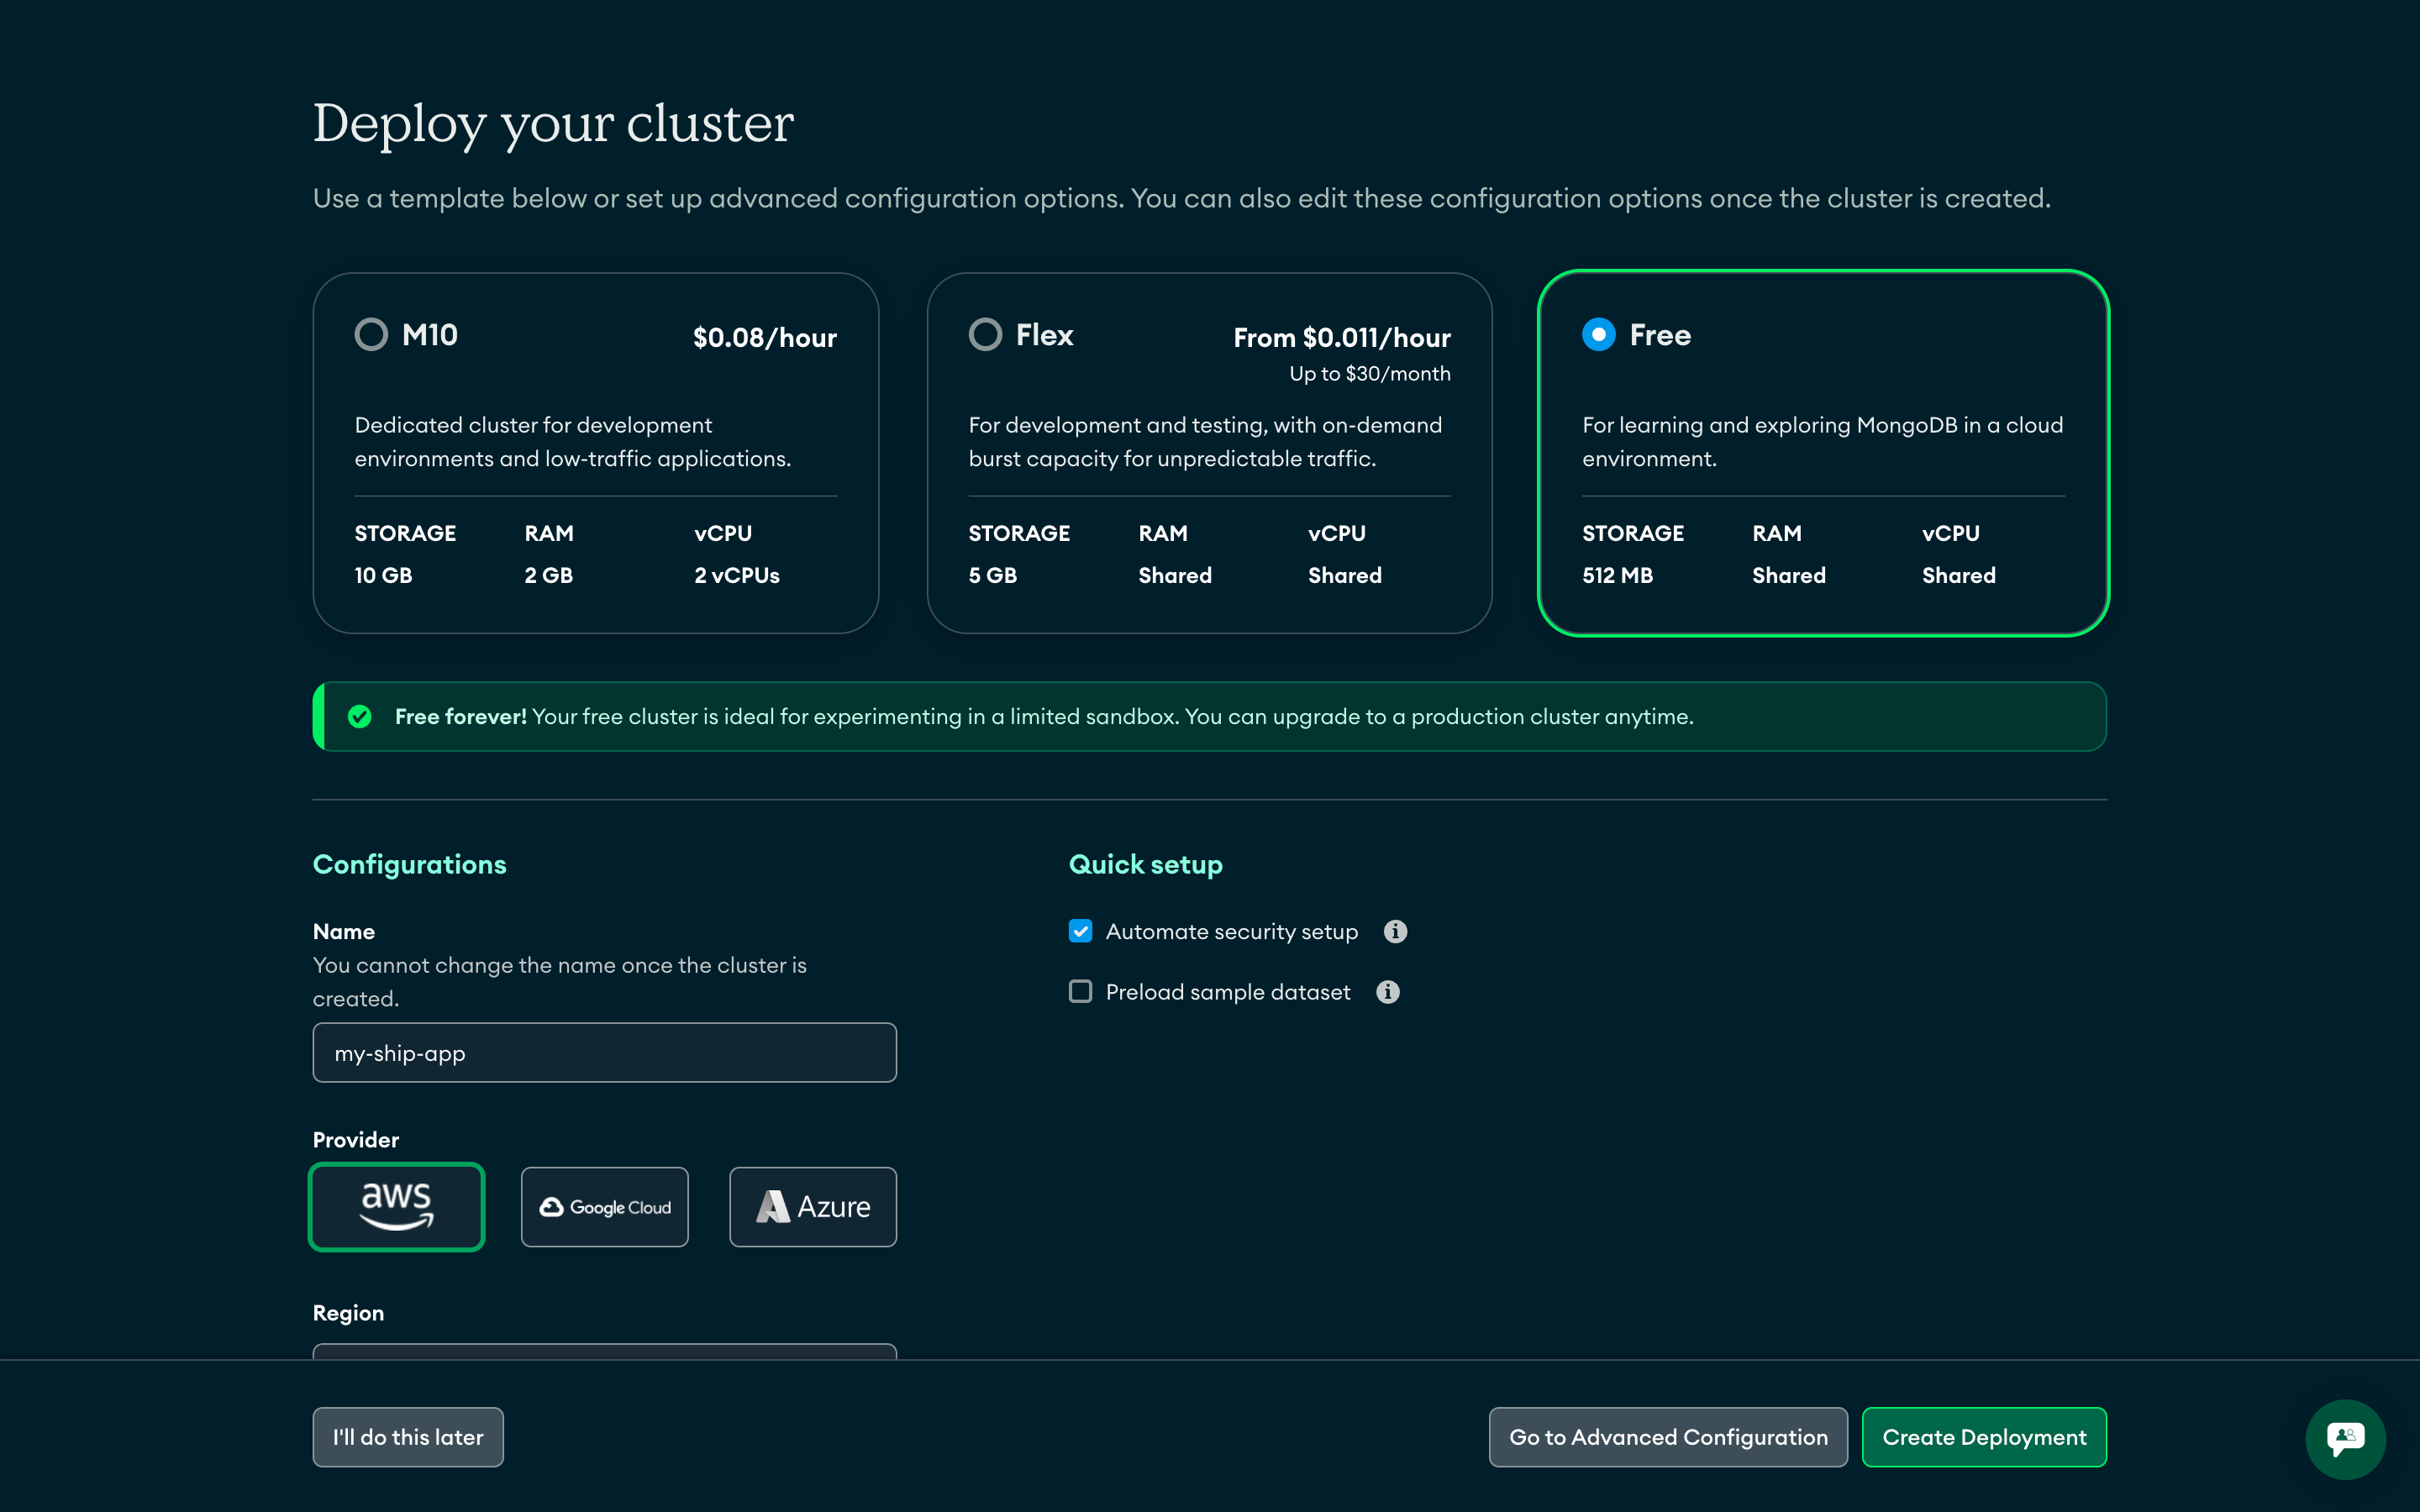 Deploy your cluster
Use a template below or set up advanced configuration options. You can also edit these configuration options once the cluster is created.
M10
$0.08/hour
Dedicated cluster for development
environments and low-traffic applications.
STORAGE RAM vCPU
10 GB 2 GB 2 vCPUs
Flex
From $0.011/hour
Up to $30/month
For development and testing, with on-demand
burst capacity for unpredictable traffic.
STORAGE RAM vCPU
5 GB Shared Shared
Free
For learning and exploring MongoDB in a cloud
environment.
STORAGE RAM vCPU
512 MB Shared Shared
Free forever! Your free cluster is ideal for experimenting in a limited sandbox. You can upgrade to a production cluster anytime.
Configurations
Name
You cannot change the name once the cluster is
created.
my-ship-app
Provider
aws
Google Cloud
Azure
Region
Quick setup
Automate security setup
Preload sample dataset
I'll do this later
Go to Advanced Configuration
Create Deployment